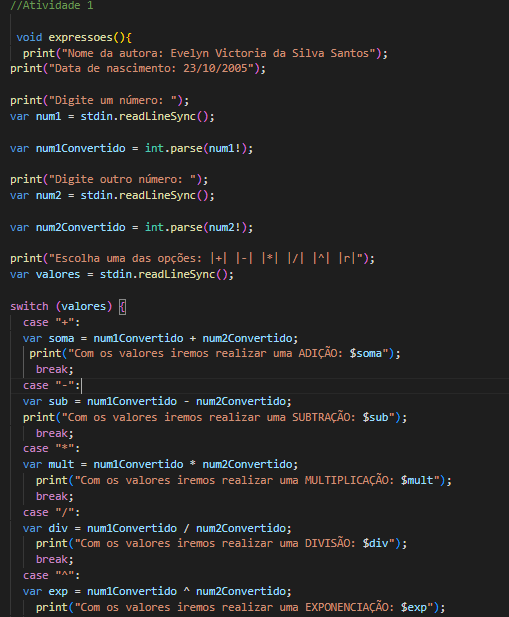 //Atividade 1
void expressoes(){
print("Nome da autora: Evelyn Victoria da Silva Santos");
print("Data de nascimento: 23/10/2005");
print("Digite um número: ");
var num1 = stdin.readLineSync();
var num1Convertido = int.parse(num1!);
print("Digite outro número: ");
var num2 = stdin.readLineSync();
var num2Convertido = int.parse(num2!);
print("Escolha uma das opções: |+| |-| |*| |/| |^| |r|");
var valores = stdin.readLineSync();
switch (valores) {
case "+":
var soma = num1Convertido + num2Convertido;
print("Com os valores iremos realizar uma ADIÇÃO: $soma");
break;
case "-":
var sub = num1Convertido - num2Convertido;
print("Com os valores iremos realizar uma SUBTRAÇÃO: $sub");
break;
case "*":
var mult = num1Convertido * num2Convertido;
print("Com os valores iremos realizar uma MULTIPLICAÇÃO: $mult");
break;
case "/":
var div = num1Convertido / num2Convertido;
print("Com os valores iremos realizar uma DIVISÃO: $div");
break;
case "^":
var exp = num1Convertido ^ num2Convertido;
print("Com os valores iremos realizar uma EXPONENCIAÇÃO: $exp");